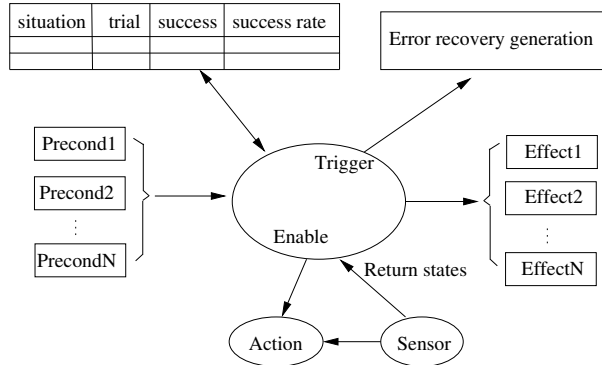 situation trial success success rate
Error recovery generation
Precond1
Precond2
PrecondN
Trigger
Enable
Effect1
Effect2
EffectN
Return states
Action
Sensor